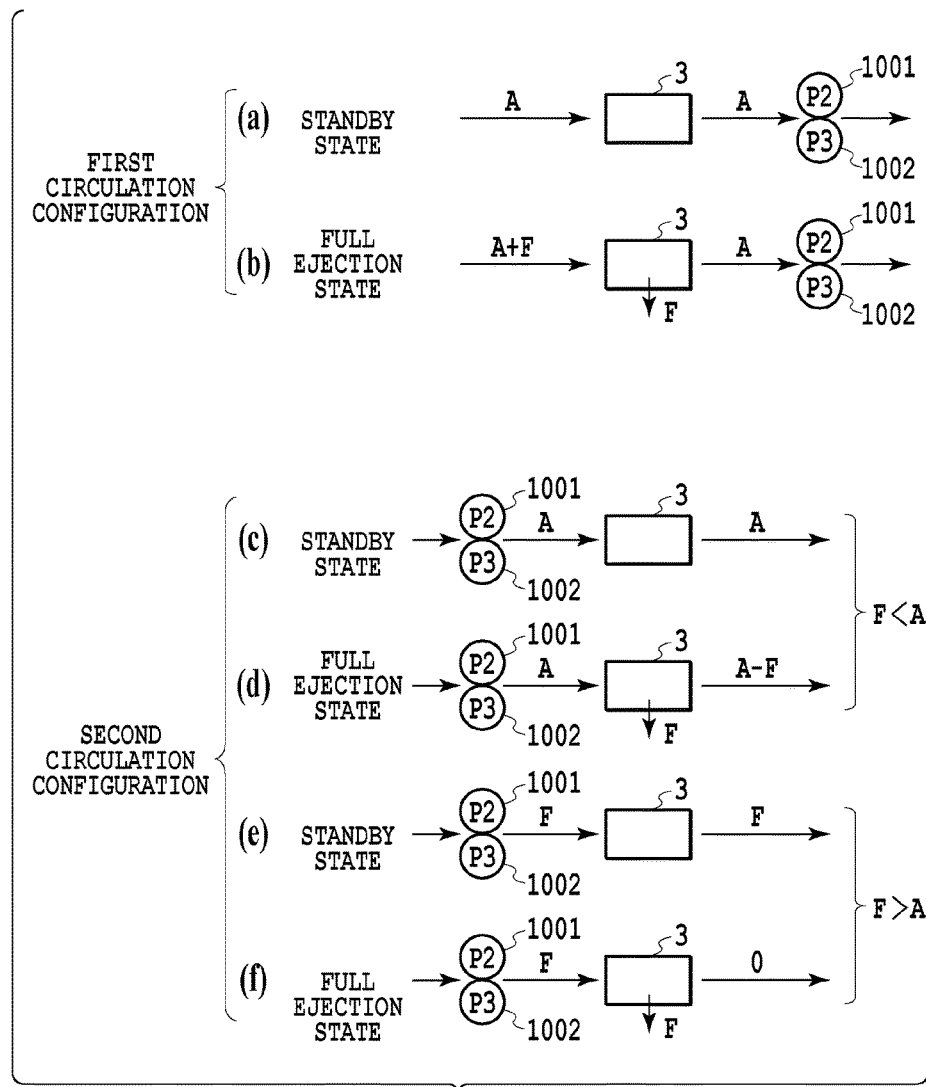 FIRST
CIRCULATION
CONFIGURATION
(a)
STANDBY
STATE
A
3
A
P2
P3
1001
1002
(b)
FULL
EJECTION
STATE
A+F
3
F
A
P2
P3
1001
1002
SECOND
CIRCULATION
CONFIGURATION
(c)
STANDBY
STATE
P2
P3
1001
1002
A
3
A
(d)
FULL
EJECTION
STATE
P2
P3
1001
1002
A
3
F
A-F
F<A
(e)
STANDBY
STATE
P2
P3
1001
1002
F
3
F
(f)
FULL
EJECTION
STATE
P2
P3
1001
1002
F
3
F
0
F>A